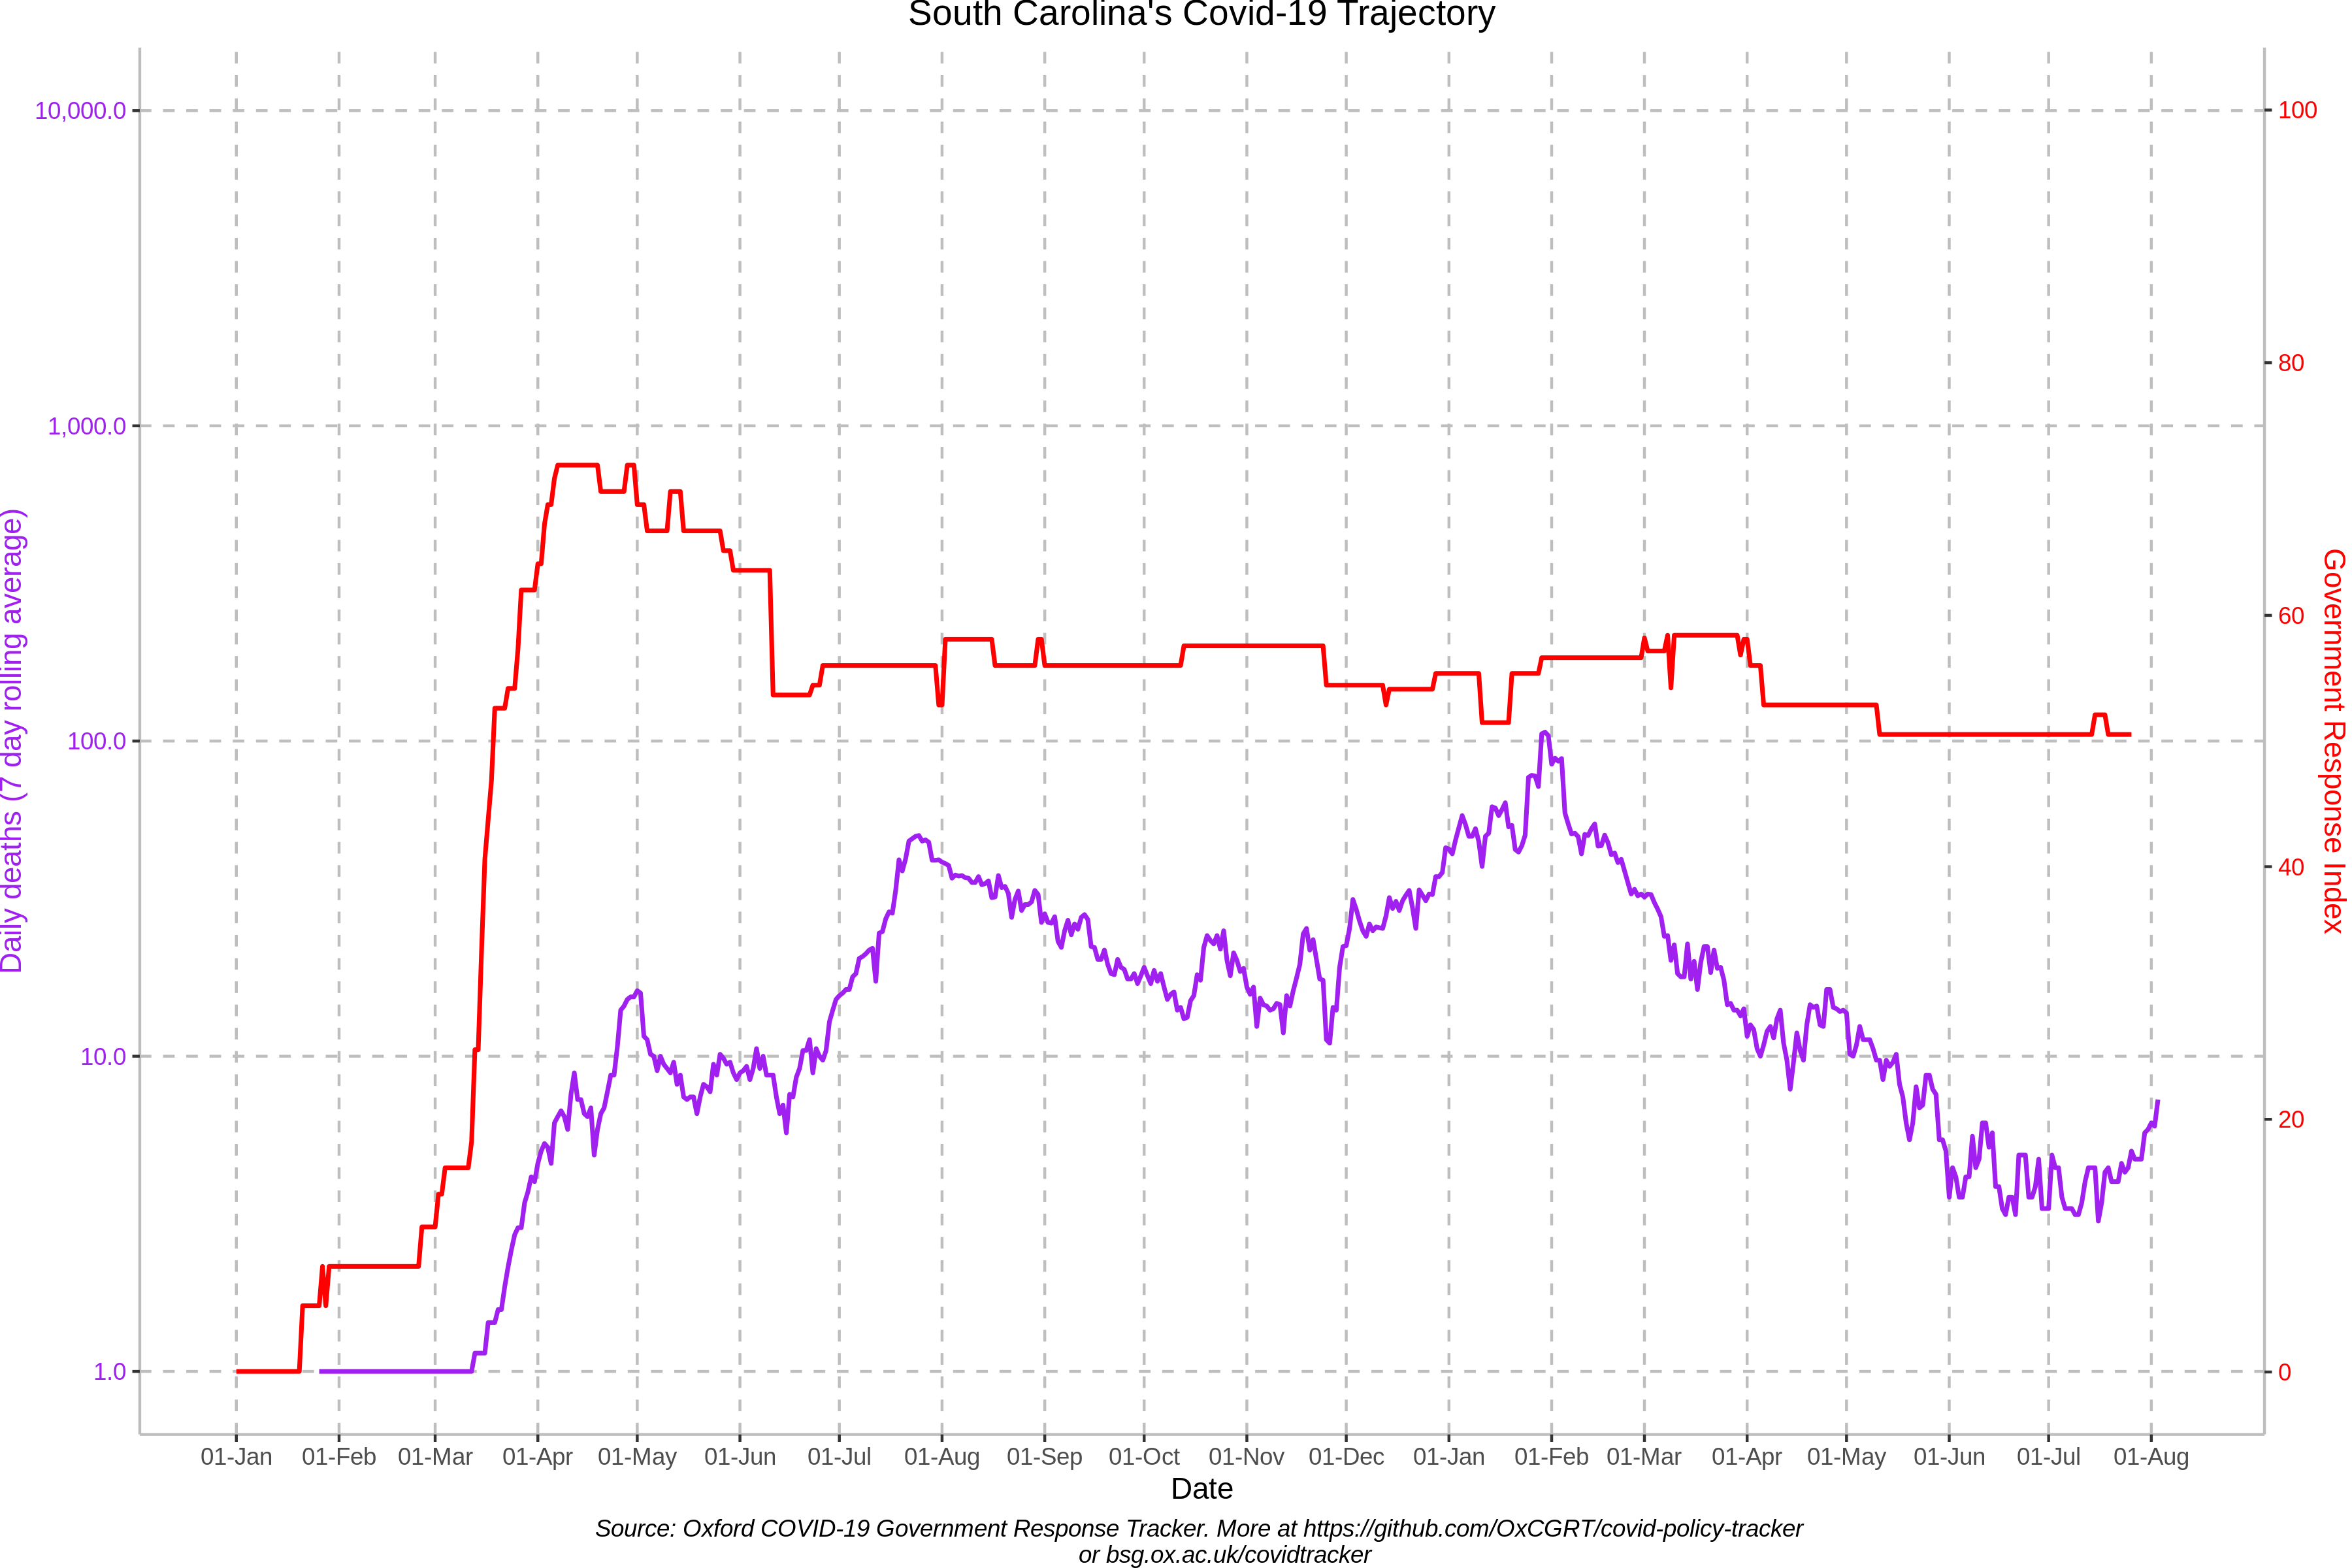 South Carolina's Covid-19 Trajectory
10,000.0
1,000.0
100.0
10.0
1.0
Daily deaths (7 day rolling average)
100
80
60
40
20
0
Government Response Index
01-Jan 01-Feb 01-Mar 01-Apr 01-May 01-Jun 01-Jul 01-Aug 01-Sep 01-Oct 01-Nov 01-Dec 01-Jan 01-Feb 01-Mar 01-Apr 01-May 01-Jun 01-Jul 01-Aug
Date
Source: Oxford COVID-19 Government Response Tracker. More at https://github.com/OxCGRT/covid-policy-tracker
or bsg.ox.ac.uk/covidtracker